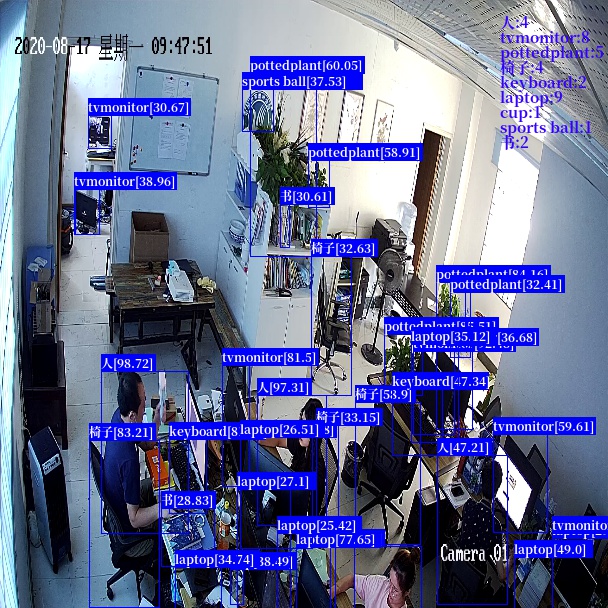 2020-08-17 星期一 09:47:51
人:4
tvmonitor:8
pottedplant:5
椅子:4
keyboard:2
laptop:9
cup:1
sports ball:1
书:2
pottedplant[60.05]
sports ball[37.53]
tvmonitor[30.67]
pottedplant[58.91]
tvmonitor[38.96]
书[30.61]
椅子[32.63]
pottedplant[84.16]
pottedplant[32.41]
laptop[35.12]
[36.68]
tvmonitor[81.5]
人[98.72]
人[97.31]
keyboard[47.34]
椅子[58.9]
椅子[33.15]
椅子[83.21]
keyboard[8
laptop[26.51]
tvmonitor[59.61]
人[47.21]
laptop[27.1]
书[28.83]
laptop[25.42]
laptop[77.65]
tvmonito
laptop[34.74]
38.49]
laptop[49.0]
Camera 01